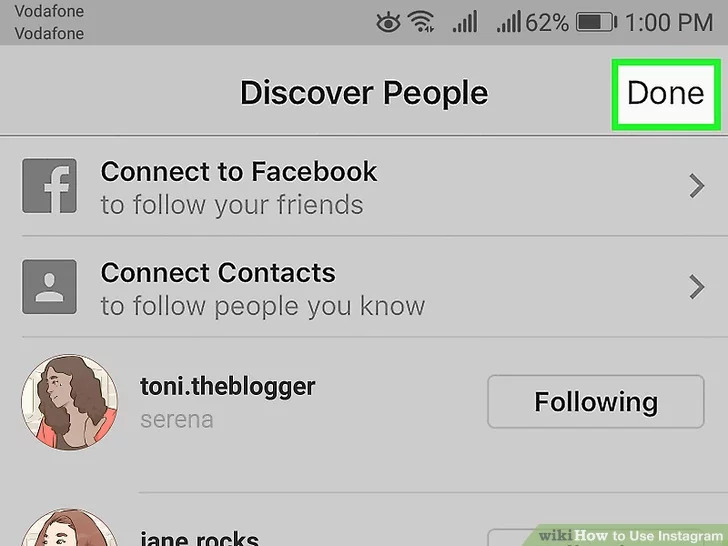 Vodafone
Vodafone
62% 1:00 PM
Discover People
Done
Connect to Facebook
to follow your friends
Connect Contacts
to follow people you know
toni.theblogger
serena
Following
jane.rocks
wikiHow to Use Instagram